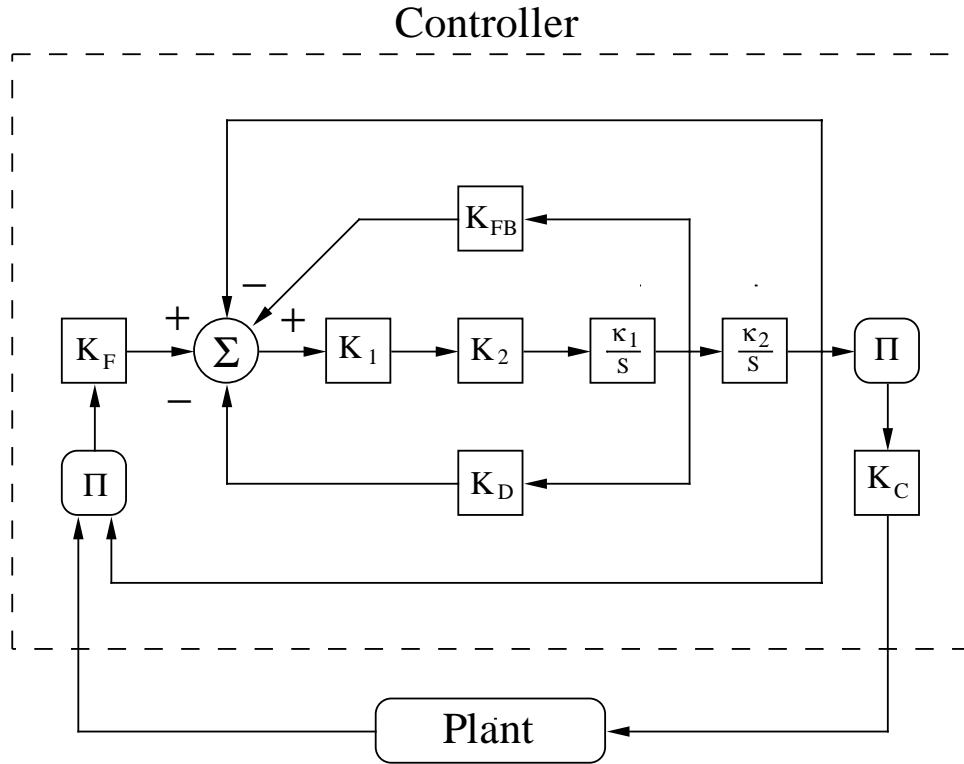 Controller
K_FB
− 
+ + 
K_F Σ K_1 K_2 κ_1/s κ_2/s Π
−
Π K_D K_C
Plant